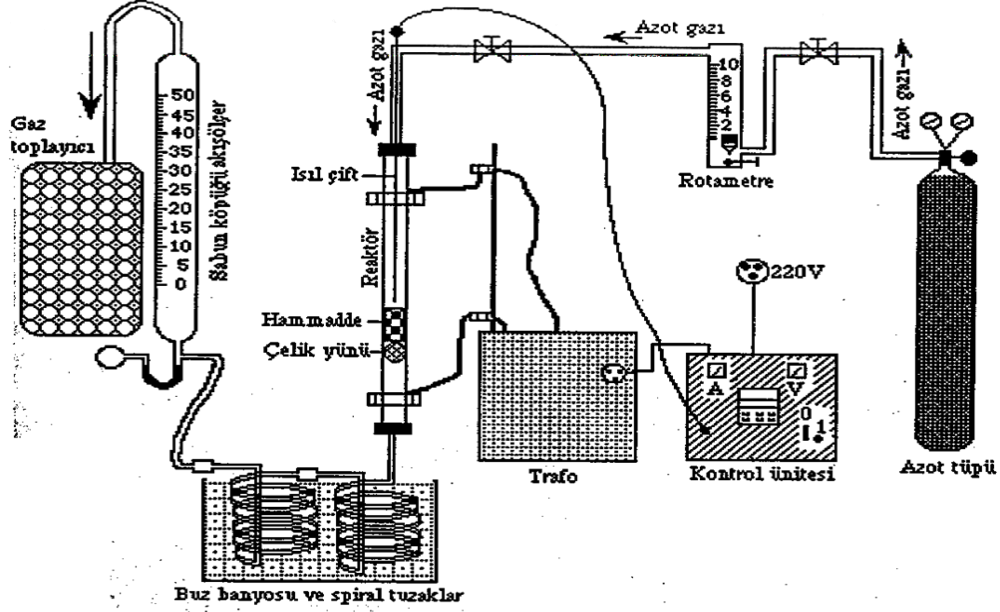 Gaz
toplayıcı
50
45
40
35
30
25
20
15
10
5
0
Sabun köpüğü akışölçer
Azot gazı
Isıl çift
Reaktör
Hammadde
Çelik yünü
Azot gazı
10
8
6
4
2
Rotametre
Azot gazı
220V
A
V
0
1
Trafo
Kontrol ünitesi
Azot tüpü
Buz banyosu ve spiral tuzaklar